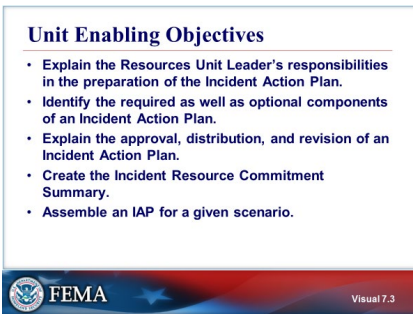 Unit Enabling Objectives
• Explain the Resources Unit Leader's responsibilities
in the preparation of the Incident Action Plan.
• Identify the required as well as optional components
of an Incident Action Plan.
• Explain the approval, distribution, and revision of an
Incident Action Plan.
• Create the Incident Resource Commitment
Summary.
• Assemble an IAP for a given scenario.
FEMA
Visual 7.3